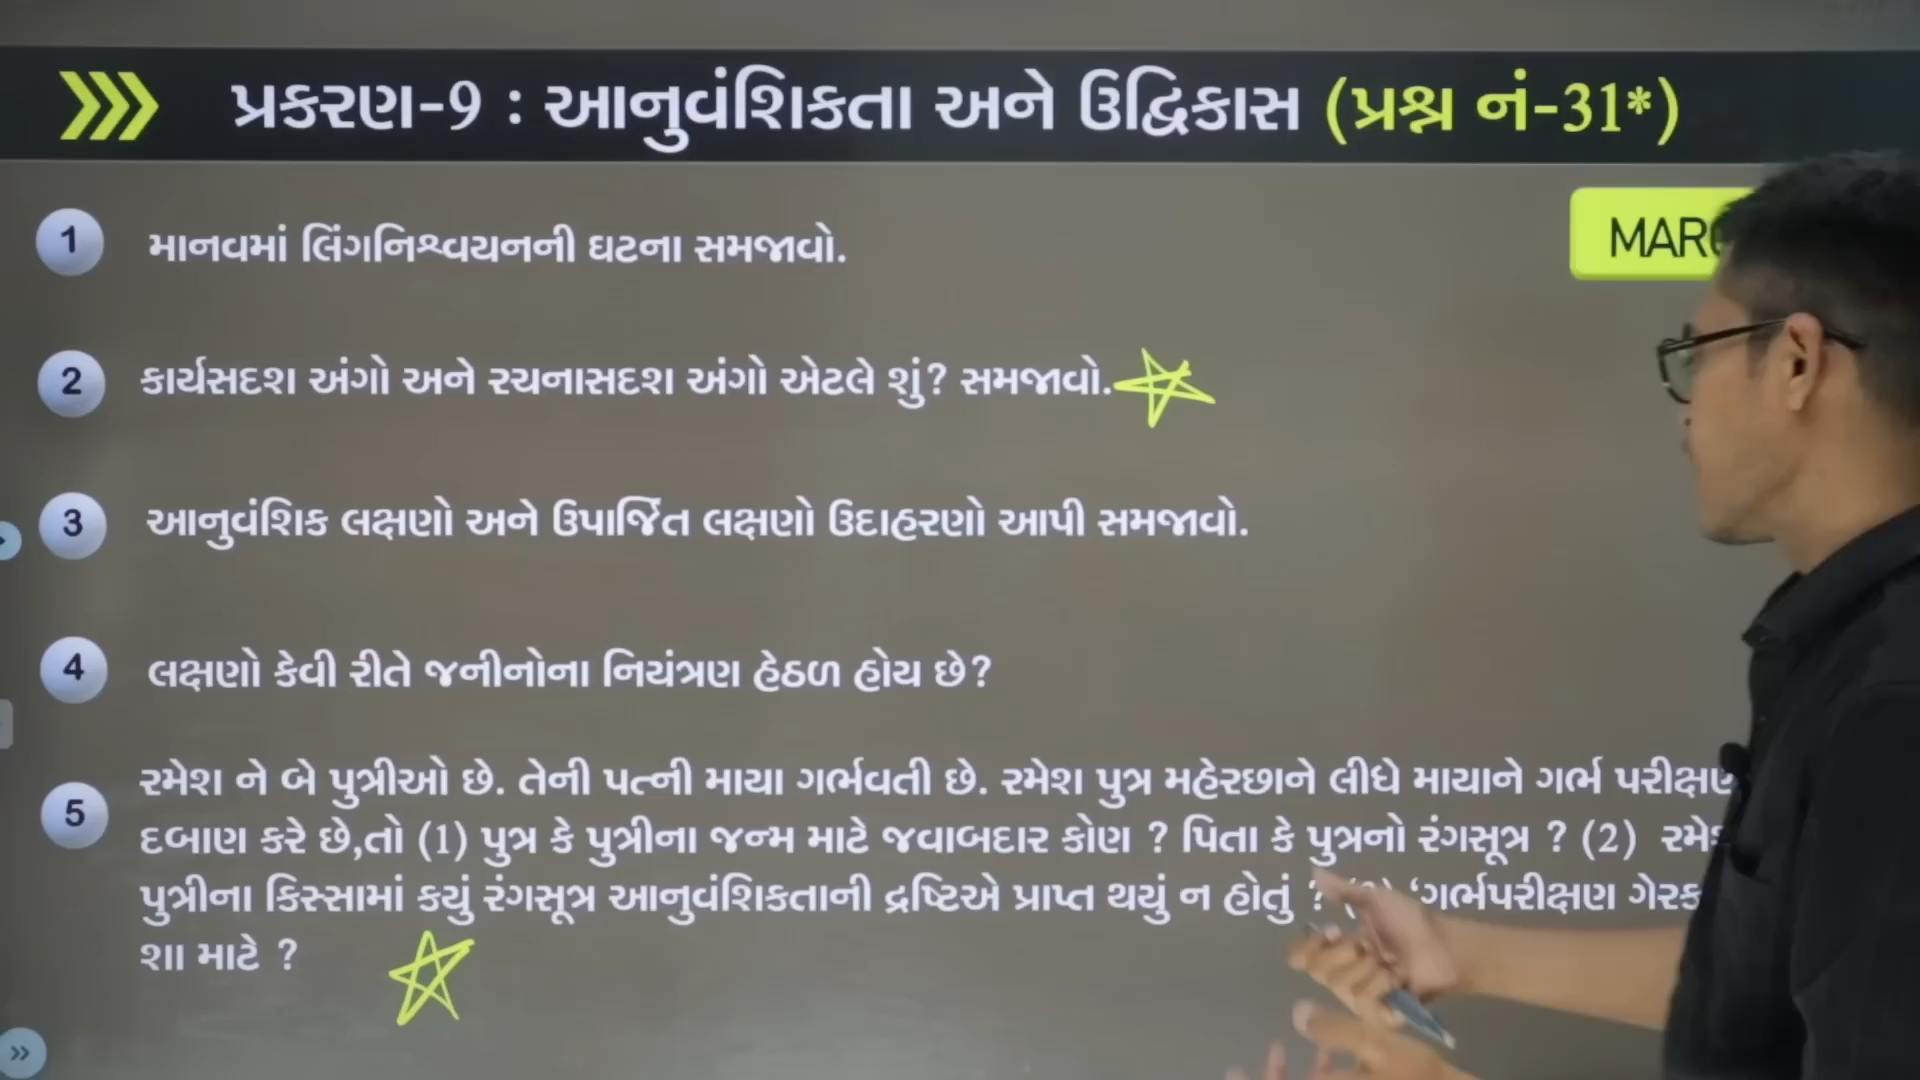 પ્રકરણ-9 : આનુવંશિકતા અને ઉદ્વિકાસ (પ્રશ્ન નં-31*)
1 માનવમાં લિંગનિશ્વયનની ઘટના સમજાવો.
2 કાર્યસદશ અંગો અને રચનાસદશ અંગો એટલે શું? સમજાવો.
3 આનુવંશિક લક્ષણો અને ઉપાર્જિત લક્ષણો ઉદાહરણો આપી સમજાવો.
4 લક્ષણો કેવી રીતે જનીનોના નિયંત્રણ હેઠળ હોય છે?
5 રમેશ ને બે પુત્રીઓ છે. તેની પત્ની માયા ગર્ભવતી છે. રમેશ પુત્ર મહેરછાને લીધે માયાને ગર્ભ
દબાણ કરે છે,તો (1) પુત્ર કે પુત્રીના જન્મ માટે જવાબદાર કોણ ? પિતા કે પુત્રનો રંગસૂત્ર ? (2)
પુત્રીના કિસ્સામાં કયું રંગસૂત્ર આનુવંશિકતાની દ્રષ્ટિએ પ્રાપ્ત થયું ન હોતું ? ‘ગર્ભપરીક્ષણ
શા માટે ?